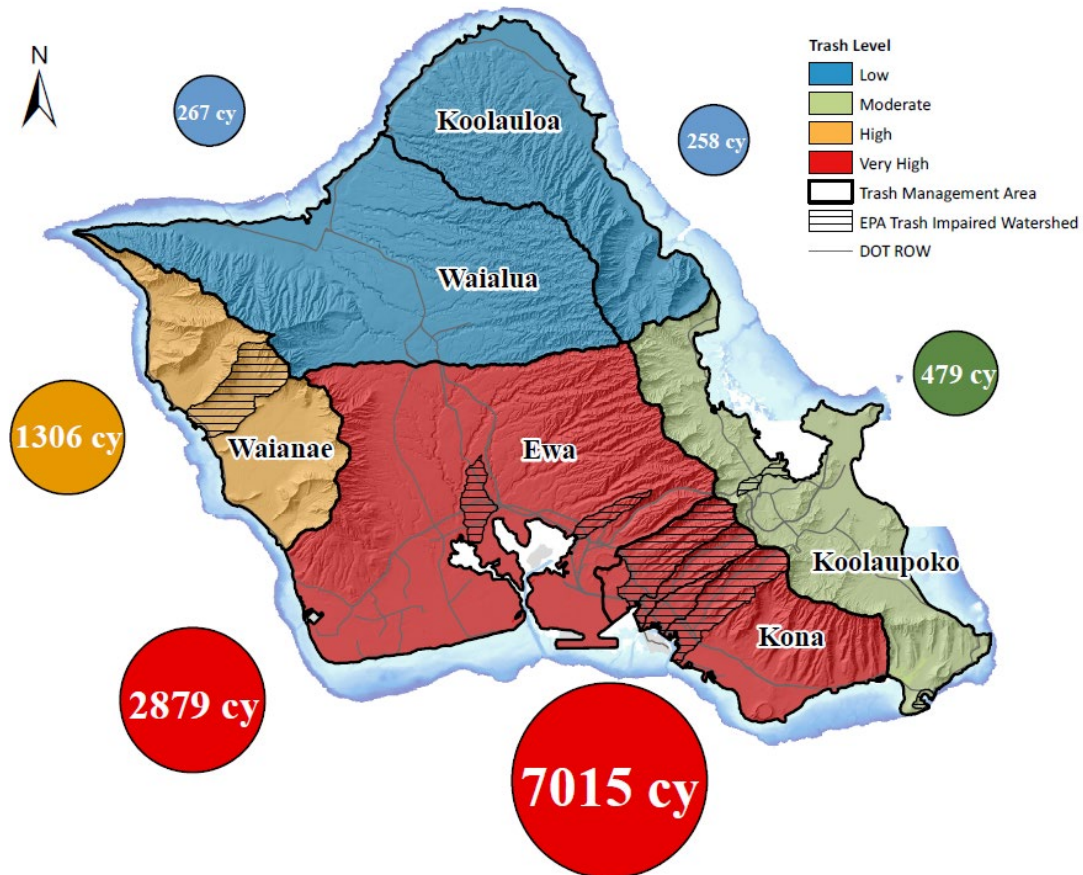 N
267 cy
Koolauloa
258 cy
Trash Level
Low
Moderate
High
Very High
Trash Management Area
EPA Trash Impaired Watershed
DOT ROW
Waialua
479 cy
1306 cy
Waianae
Ewa
Koolaupoko
Kona
2879 cy
7015 cy